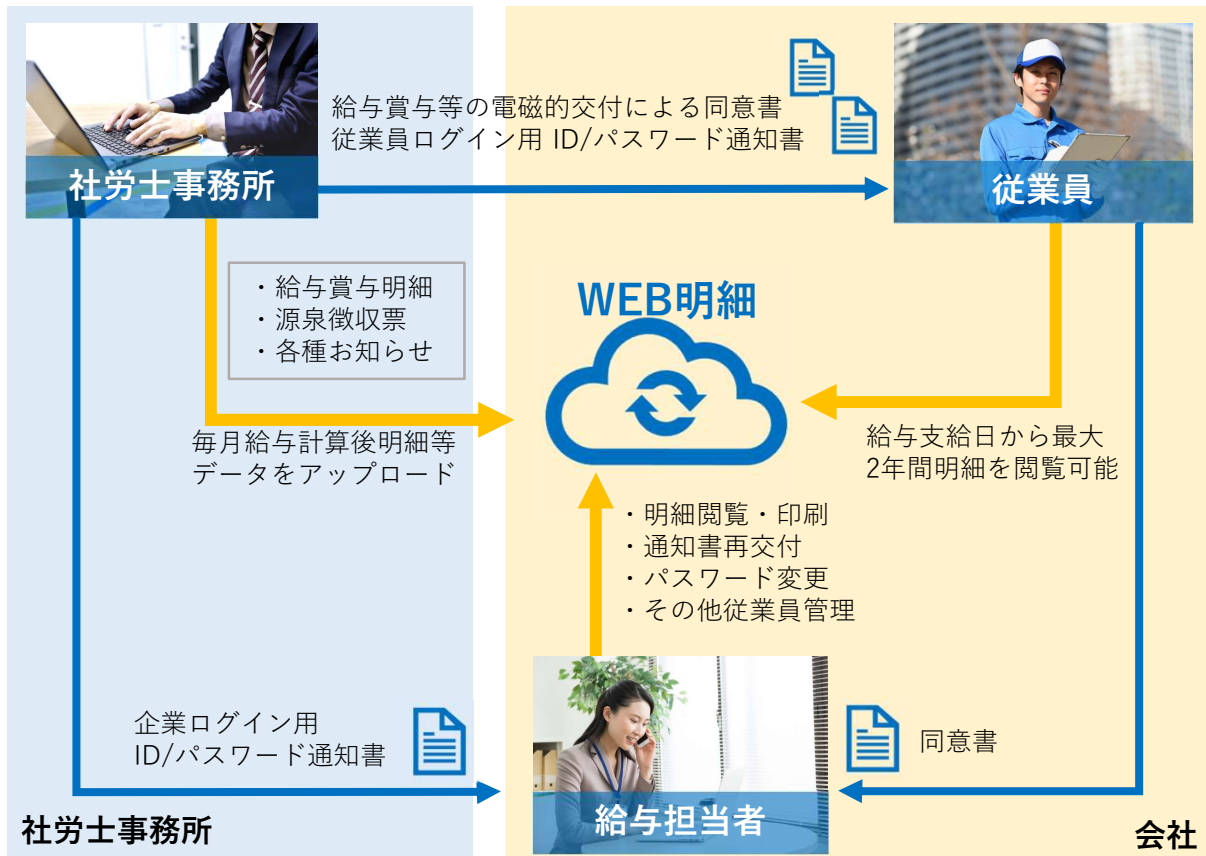 給与賞与等の電磁的交付による同意書
従業員ログイン用 ID/パスワード通知書
社労士事務所
従業員
・給与賞与明細
・源泉徴収票
・各種お知らせ
WEB明細
毎月給与計算後明細等
データをアップロード
給与支給日から最大
2年間明細を閲覧可能
・明細閲覧・印刷
・通知書再交付
・パスワード変更
・その他従業員管理
企業ログイン用
ID/パスワード通知書
同意書
給与担当者
社労士事務所
会社